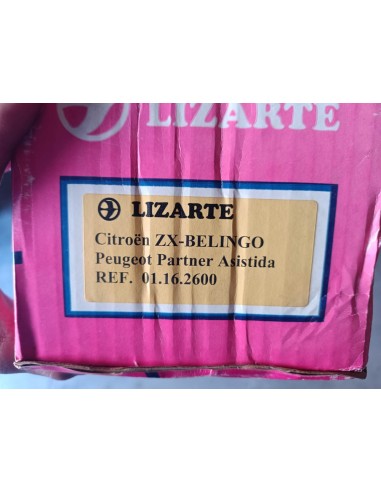 LIZARTE
LIZARTE
Citroën ZX-BELINGO
Peugeot Partner Asistida
REF. 01.16.2600